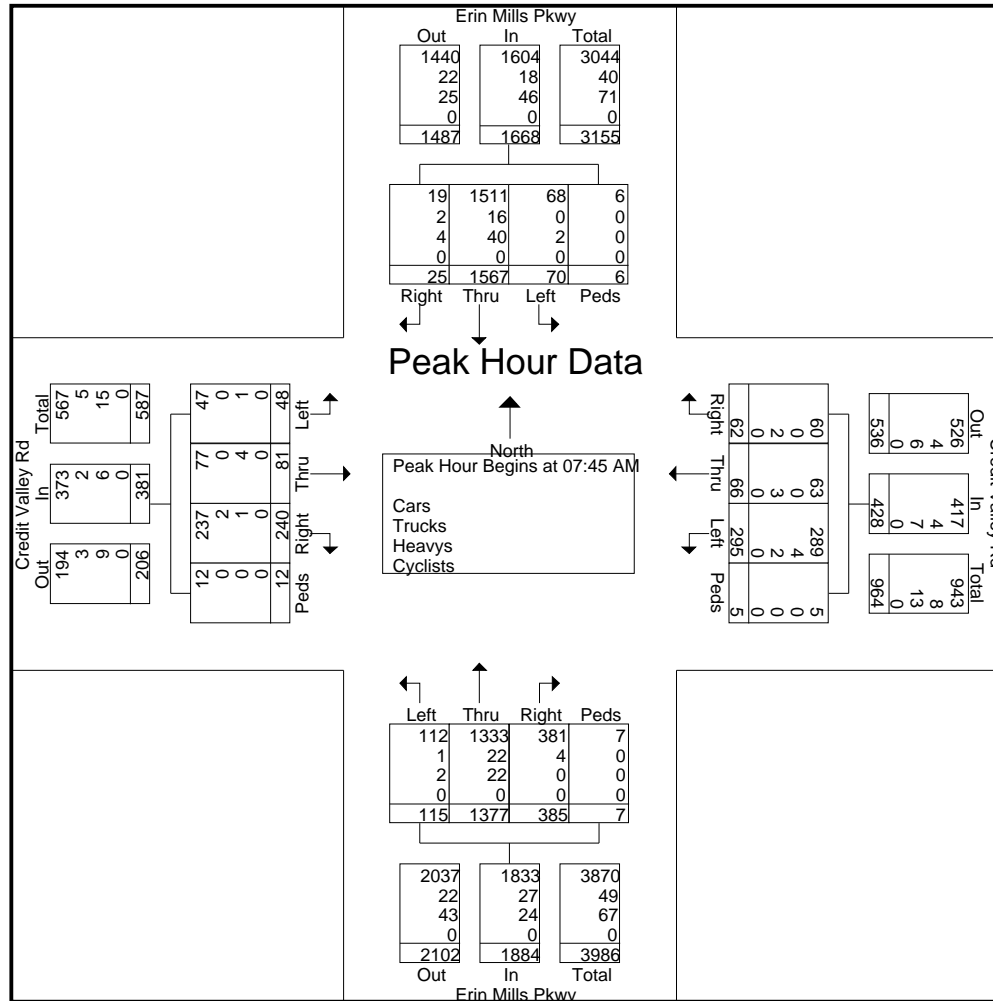 Erin Mills Pkwy
Out In Total
1440 1604 3044
22 18 40
25 46 71
0 0 0
1487 1668 3155
19 1511 68 6
2 16 0 0
4 40 2 0
0 0 0 0
25 1567 70 6
Right Thru Left Peds
Peak Hour Data
Credit Valley Rd
Out In Total
194 373 567
3 2 5
9 6 15
0 0 0
206 381 587
12 237 77 47
0 2 0 0
0 1 4 1
0 0 0 0
12 240 81 48
Peds Right Thru Left
North
Peak Hour Begins at 07:45 AM
Cars
Trucks
Heavys
Cyclists
Credit Valley Rd
Out In Total
526 417 943
4 4 8
6 7 13
0 0 0
536 428 964
60 63 289 5
0 0 4 0
2 3 2 0
0 0 0 0
62 66 295 5
Right Thru Left Peds
Left Thru Right Peds
112 1333 381 7
1 22 4 0
2 22 0 0
0 0 0 0
115 1377 385 7
2037 1833 3870
22 27 49
43 24 67
0 0 0
2102 1884 3986
Out In Total
Erin Mills Pkwy